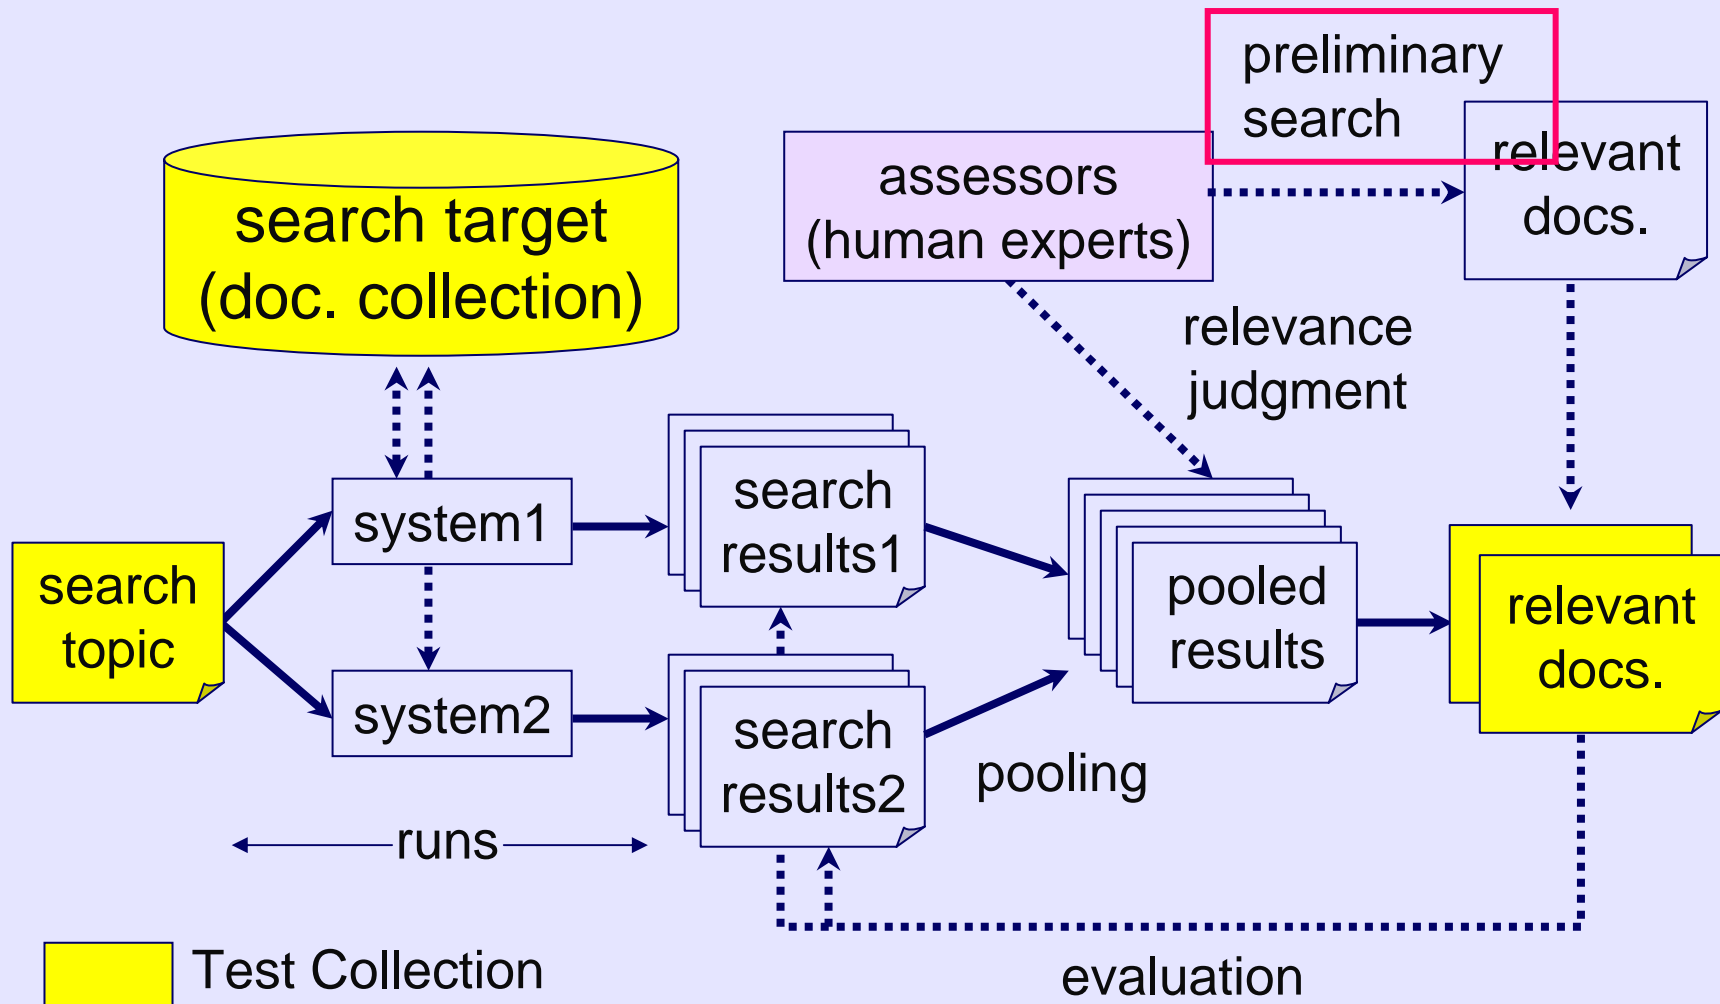 preliminary
search
relevant
docs.
assessors
(human experts)
search target
(doc. collection)
relevance
judgment
search
topic
system1
system2
search
results1
search
results2
pooled
results
relevant
docs.
pooling
runs
Test Collection
evaluation